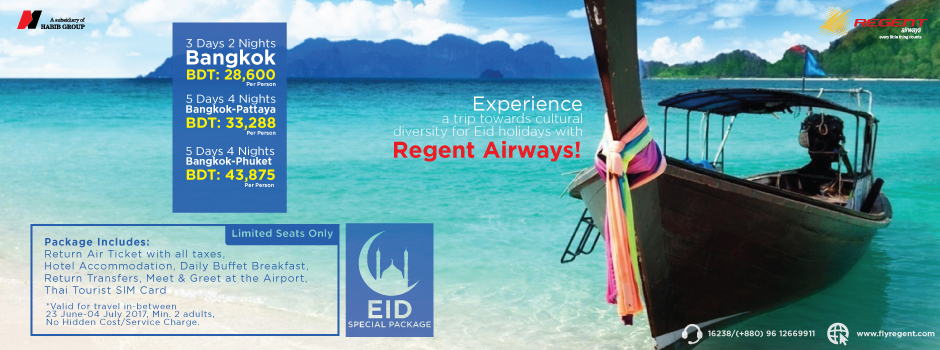 A subsidiary of
HABIB GROUP
REGENT
airways
every little thing counts
3 Days 2 Nights
Bangkok
BDT: 28,600
Per Person
5 Days 4 Nights
Bangkok-Pattaya
BDT: 33,288
Per Person
5 Days 4 Nights
Bangkok-Phuket
BDT: 43,875
Per Person
Experience
a trip towards cultural
diversity for Eid holidays with
Regent Airways!
Limited Seats Only
Package Includes:
Return Air Ticket with all taxes,
Hotel Accommodation, Daily Buffet Breakfast,
Return Transfers, Meet & Greet at the Airport,
Thai Tourist SIM Card
*Valid for travel in-between
23 June-04 July 2017, Min. 2 adults,
No Hidden Cost/Service Charge.
EID
SPECIAL PACKAGE
16238/(+880) 96 12669911
www.flyregent.com